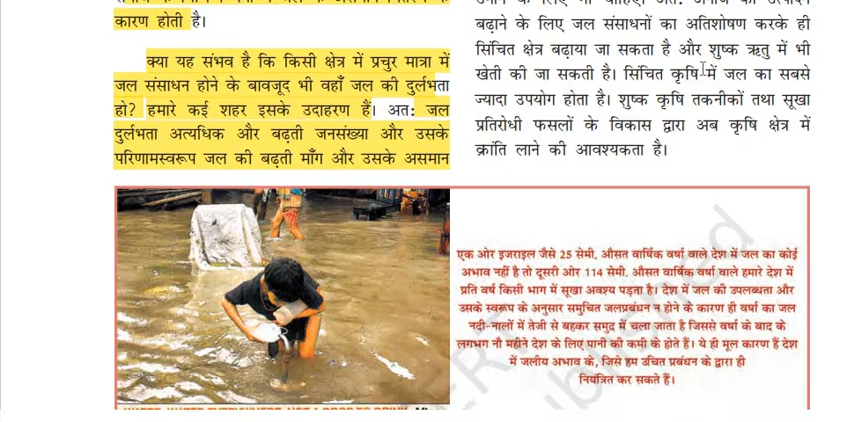 कारण होती है।
क्या यह संभव है कि किसी क्षेत्र में प्रचुर मात्रा में
जल संसाधन होने के बावजूद भी वहाँ जल की दुर्लभता
हो? हमारे कई शहर इसके उदाहरण हैं। अतः जल
दुर्लभता अत्यधिक और बढ़ती जनसंख्या और उसके
परिणामस्वरूप जल की बढ़ती माँग और उसके असमान
बढ़ाने के लिए जल संसाधनों का अतिशोषण करके ही
सिंचित क्षेत्र बढ़ाया जा सकता है और शुष्क ऋतु में भी
खेती की जा सकती है। सिंचित कृषि में जल का सबसे
ज्यादा उपयोग होता है। शुष्क कृषि तकनीकों तथा सूखा
प्रतिरोधी फसलों के विकास द्वारा अब कृषि क्षेत्र में
क्रांति लाने की आवश्यकता है।
एक ओर इजराइल जैसे 25 सेमी. औसत वार्षिक वर्षा वाले देश में जल का कोई
अभाव नहीं है तो दूसरी ओर 114 सेमी. औसत वार्षिक वर्षा वाले हमारे देश में
प्रति वर्ष किसी भाग में सूखा अवश्य पड़ता है। देश में जल की उपलब्धता और
उसके स्वरूप के अनुसार समुचित जलप्रबंधन न होने के कारण ही वर्षा का जल
नदी-नालों में तेजी से बहकर समुद्र में चला जाता है जिससे वर्षा के बाद के
लगभग नौ महीने देश के लिए पानी की कमी के होते हैं। ये ही मूल कारण हैं देश
में जलीय अभाव के, जिसे हम उचित प्रबंधन के द्वारा ही
नियंत्रित कर सकते हैं।